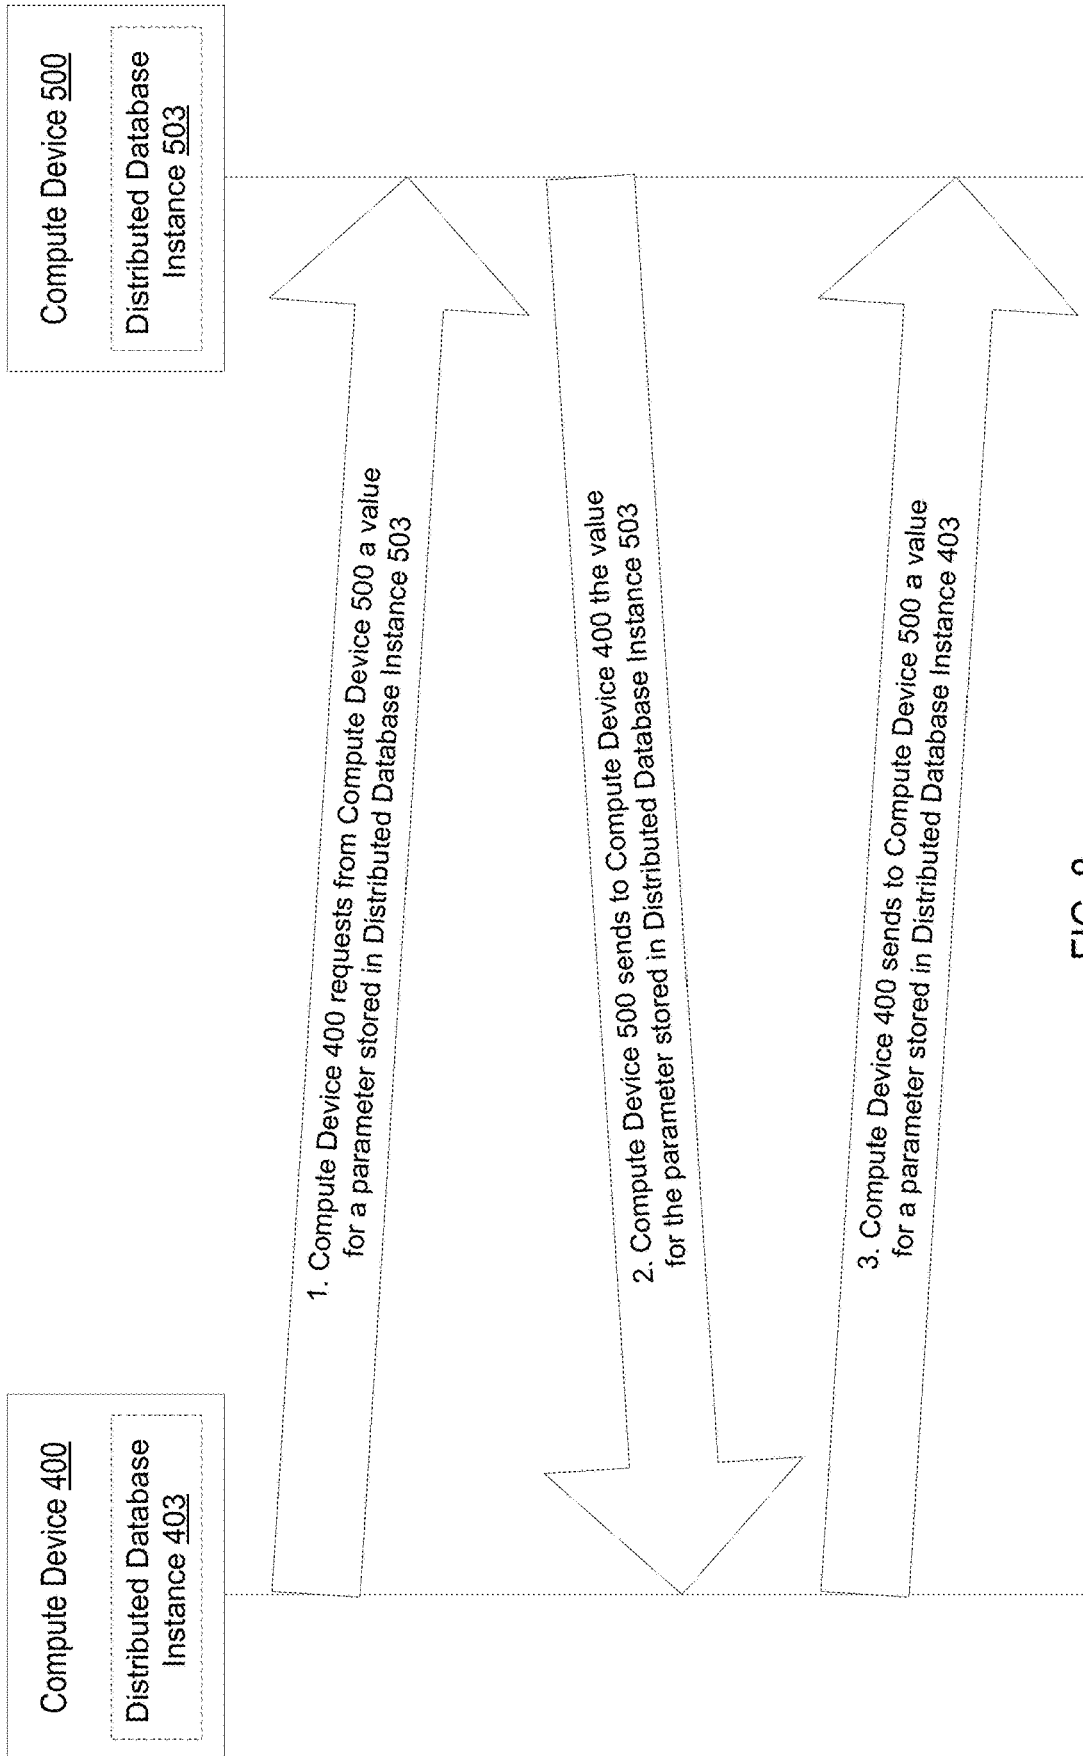 Compute Device 400
Distributed Database
Instance 403
Compute Device 500
Distributed Database
Instance 503
1. Compute Device 400 requests from Compute Device 500 a value
for a parameter stored in Distributed Database Instance 503
2. Compute Device 500 sends to Compute Device 400 the value
for the parameter stored in Distributed Database Instance 503
3. Compute Device 400 sends to Compute Device 500 a value
for a parameter stored in Distributed Database Instance 403
FIG.